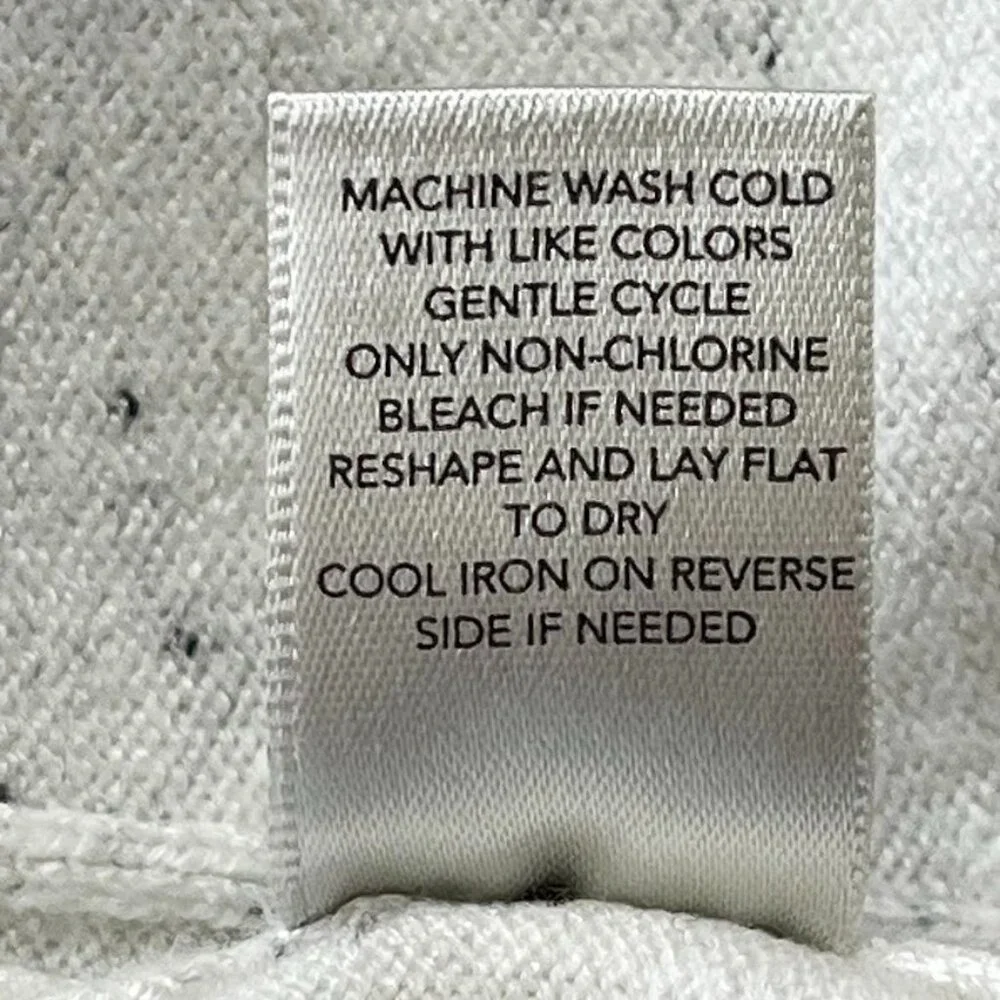 MACHINE WASH COLD
WITH LIKE COLORS
GENTLE CYCLE
ONLY NON-CHLORINE
BLEACH IF NEEDED
RESHAPE AND LAY FLAT
TO DRY
COOL IRON ON REVERSE
SIDE IF NEEDED